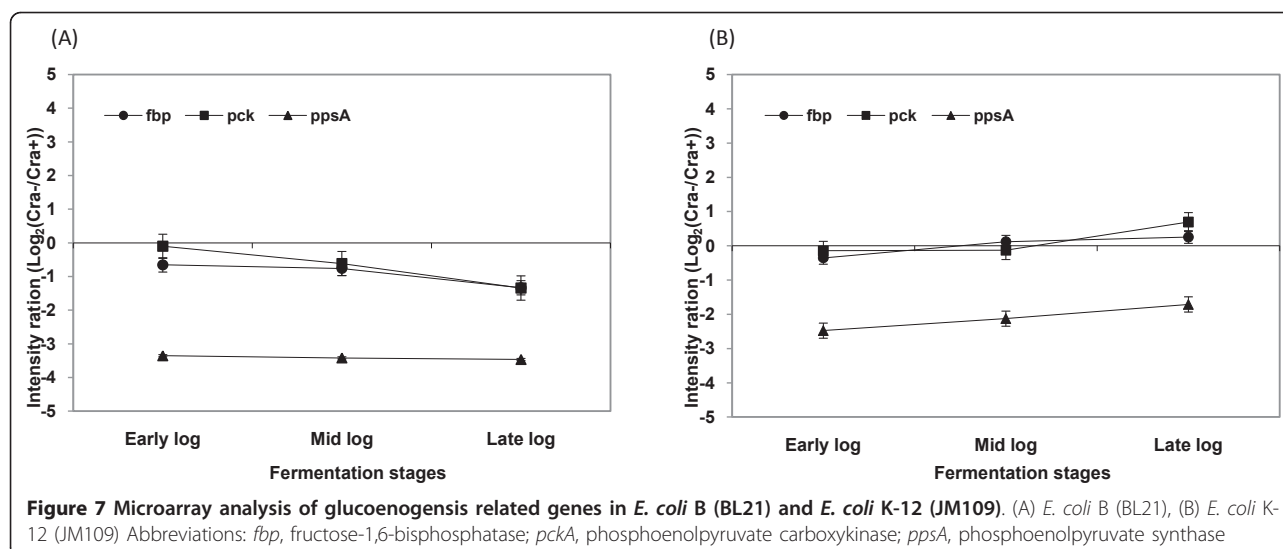 (A)
5
4
3
2
1
0
-1
-2
-3
-4
-5
Intensity ration (Log₂(Cra-/Cra+))
fbp pck ppsA
Early log Mid log Late log
Fermentation stages
(B)
5
4
3
2
1
0
-1
-2
-3
-4
-5
Intensity ration (Log₂(Cra-/Cra+))
fbp pck ppsA
Early log Mid log Late log
Fermentation stages
Figure 7 Microarray analysis of glucoenogensis related genes in E. coli B (BL21) and E. coli K-12 (JM109). (A) E. coli B (BL21), (B) E. coli K-
12 (JM109) Abbreviations: fbp, fructose-1,6-bisphosphatase; pckA, phosphoenolpyruvate carboxykinase; ppsA, phosphoenolpyruvate synthase